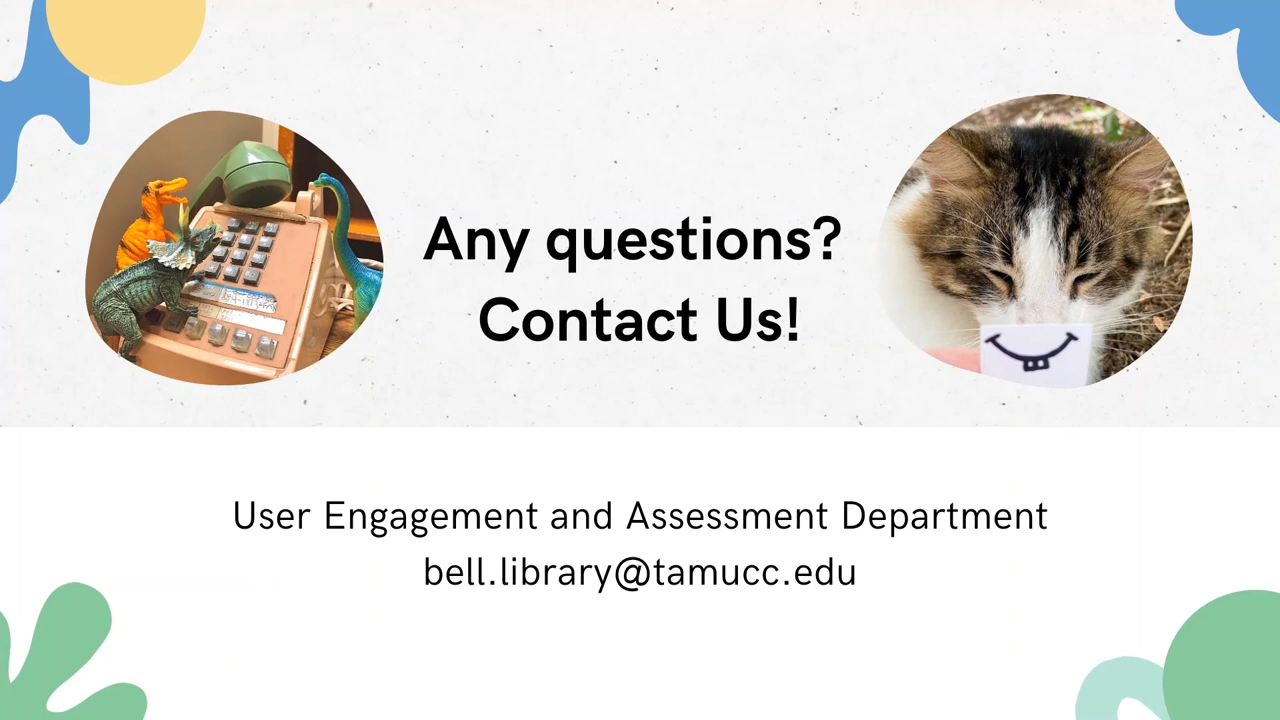 Any questions?
Contact Us!
User Engagement and Assessment Department
bell.library@tamucc.edu